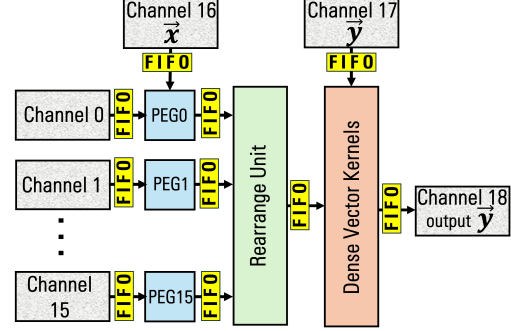 Channel 16
x
FIFO
Channel 17
y
FIFO
Channel 0
FIFO
PEG0
FIFO
Channel 1
FIFO
PEG1
FIFO
Channel
15
FIFO
PEG15
FIFO
Rearrange Unit
FIFO
Dense Vector Kernels
FIFO
Channel 18
output y